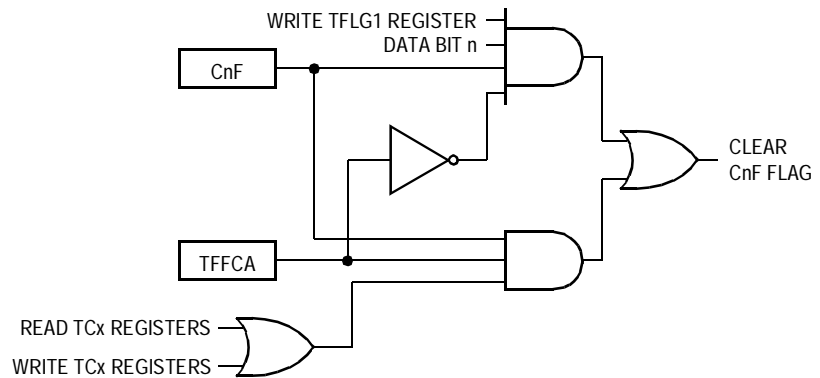 WRITE TFLG1 REGISTER
DATA BIT n
CnF
CLEAR
CnF FLAG
TFFCA
READ TCx REGISTERS
WRITE TCx REGISTERS